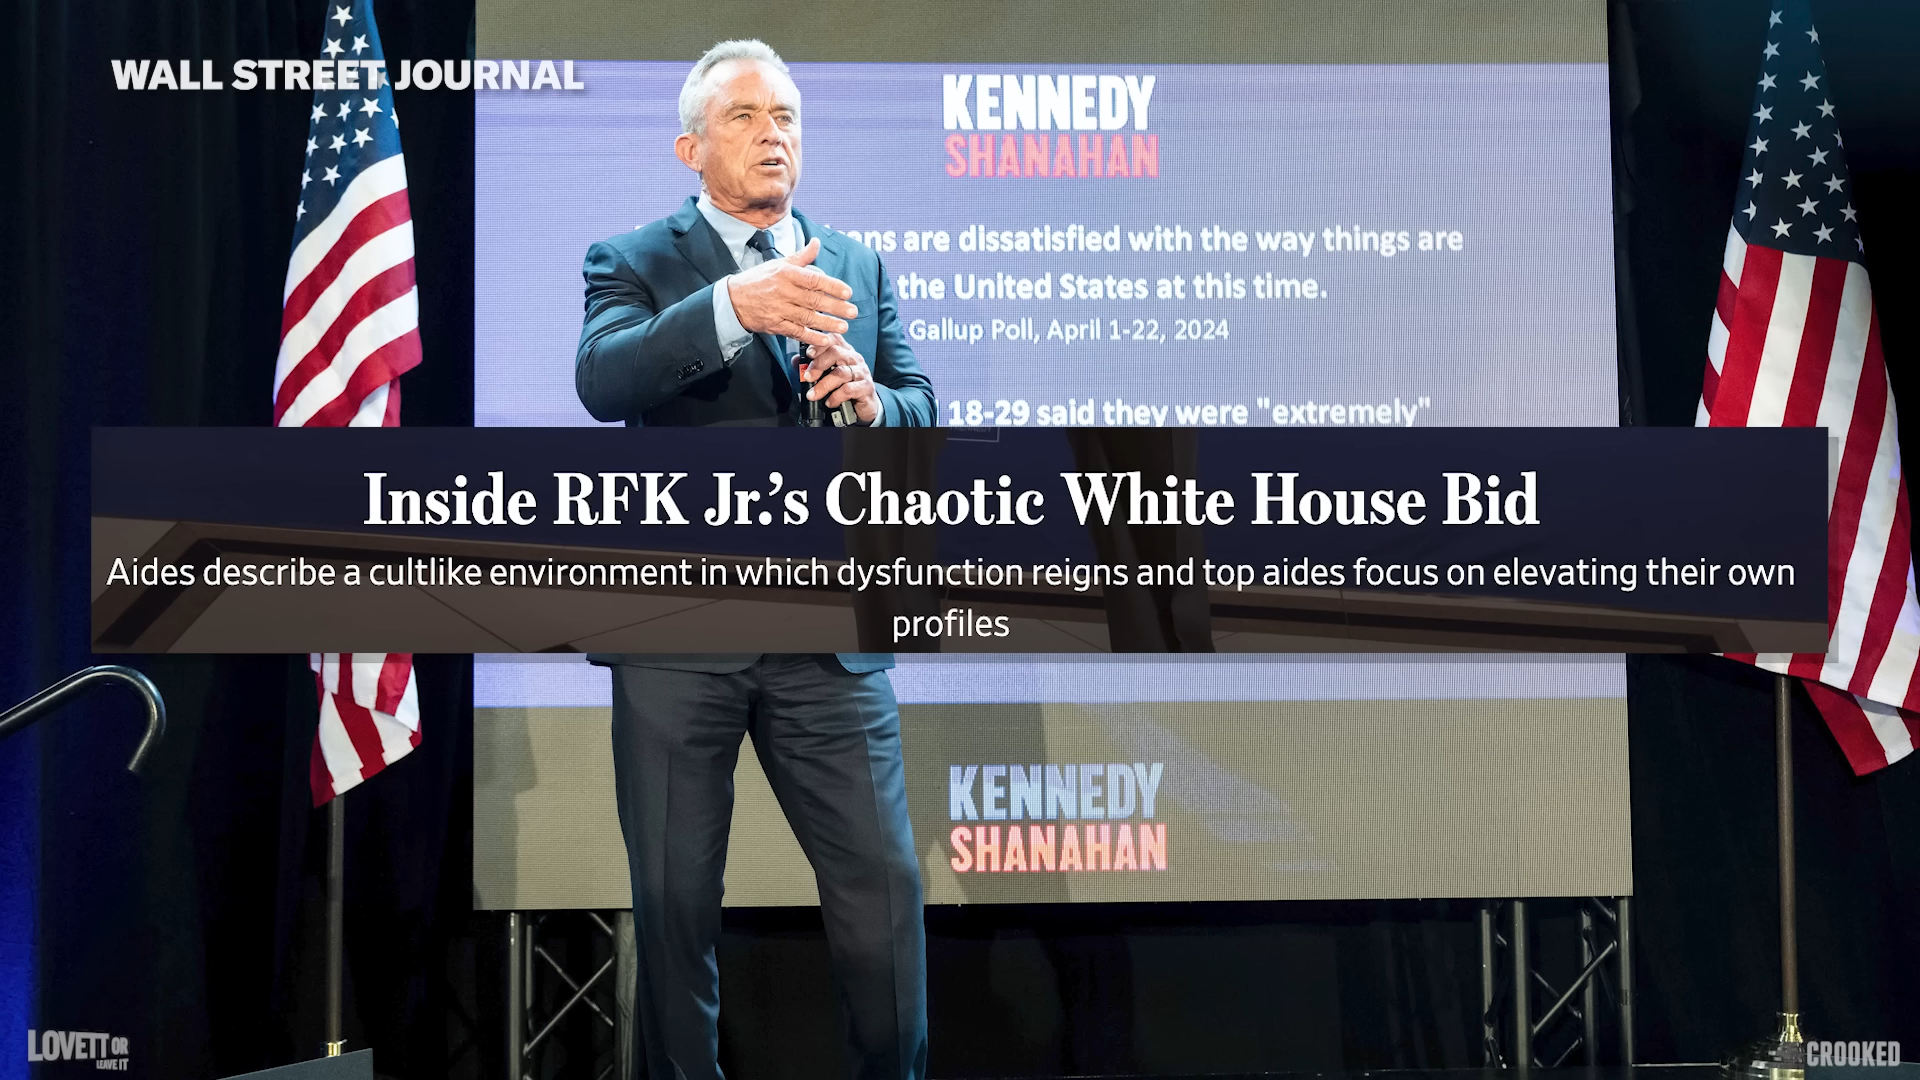 WALL STREET JOURNAL
KENNEDY
SHANAHAN
are dissatisfied with the way things are
the United States at this time.
Gallup Poll, April 1-22, 2024
18-29 said they were "extremely"
Inside RFK Jr.'s Chaotic White House Bid
Aides describe a cultlike environment in which dysfunction reigns and top aides focus on elevating their own
profiles
KENNEDY
SHANAHAN
LOVETT OR
LEAVE IT
CROOKED